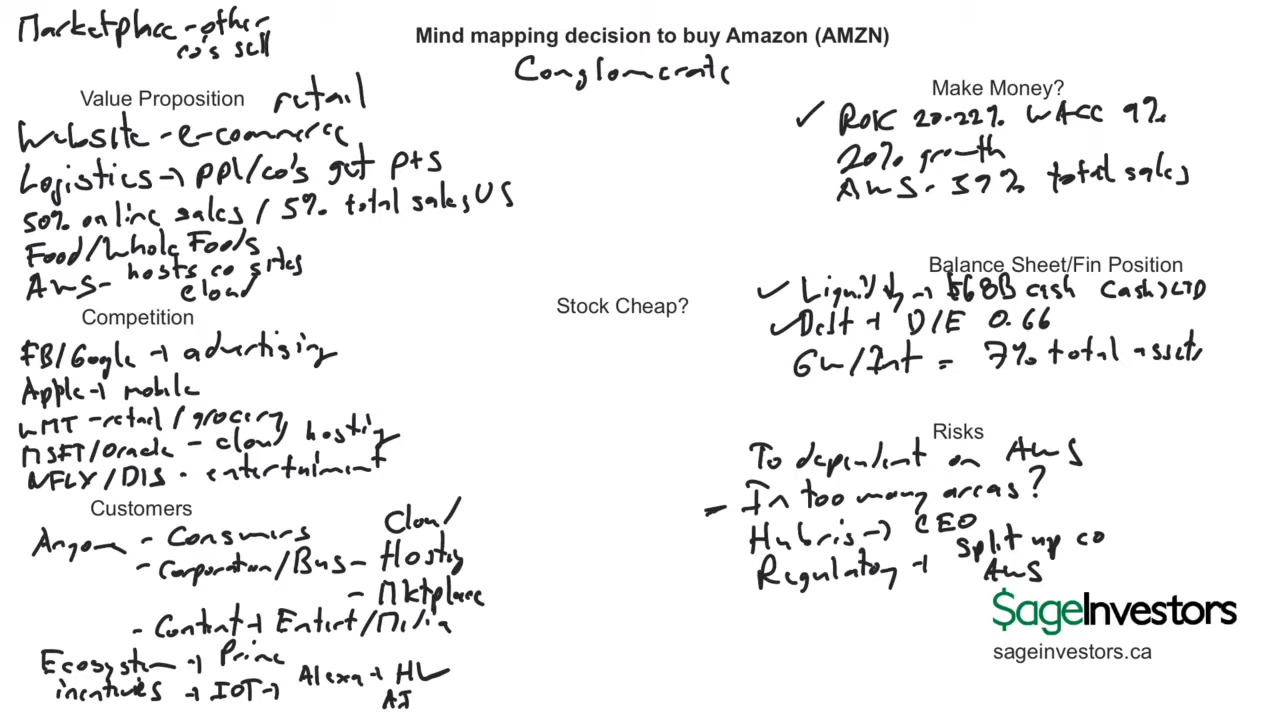 Marketplace - other
co's sell
Mind mapping decision to buy Amazon (AMZN)
Conglomerate
Value Proposition retail
Website - e-commerce
Logistics → ppl/co's get pts
50% online sales / 5% total sales US
Food/Whole Foods
AWS - hosts co sites
cloud
Competition
FB/Google → advertising
Apple → mobile
WMT - retail / grocery
MSFT/Oracle - cloud hosting
NFLX/DIS - entertainment
Customers
Anyone - Consumers
- Corporation/Bus - Cloud
Hosting
- Mktplace
- Content → Entert/Media
Ecosystem → Prime
incentives → IOT → Alexa →
AI
Stock Cheap?
Make Money?
✓ ROIC 20-22% WACC 9%
20% growth
AWS - 59% total sales
Balance Sheet/Fin Position
✓ Liquidity → $68B cash Cash > LTD
✓ Debt → D/E 0.66
GW/Int = 7% total assets
Risks
To dependent on AWS
- In too many areas?
Hubris → CEO
Regulatory → Split up co
AWS
$ageInvestors
sageinvestors.ca